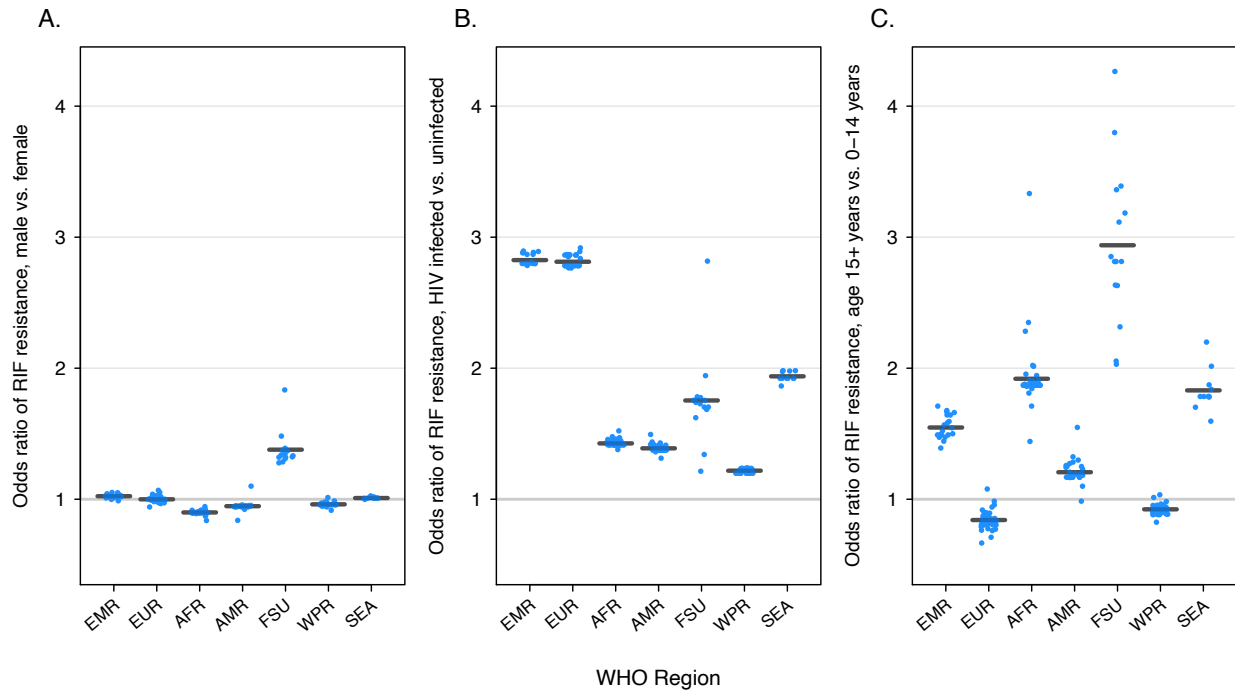 A.
Odds ratio of RIF resistance, male vs. female
4
3
2
1
EMR
EUR
AFR
AMR
FSU
WPR
SEA
B.
Odds ratio of RIF resistance, HIV infected vs. uninfected
4
3
2
1
EMR
EUR
AFR
AMR
FSU
WPR
SEA
C.
Odds ratio of RIF resistance, age 15+ years vs. 0−14 years
4
3
2
1
EMR
EUR
AFR
AMR
FSU
WPR
SEA
WHO Region